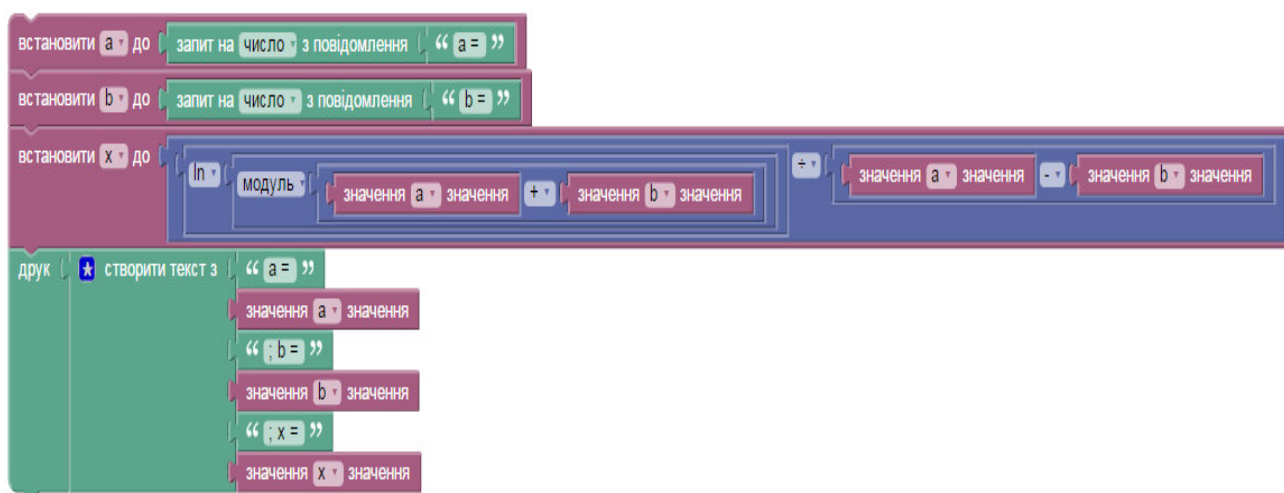 встановити a до запит на число з повідомлення “ a = ”
встановити b до запит на число з повідомлення “ b = ”
встановити x до ln модуль значення a значення + значення b значення ÷ значення a значення - значення b значення
друк створити текст з “ a = ”
значення a значення
“ ; b = ”
значення b значення
“ ; x = ”
значення x значення